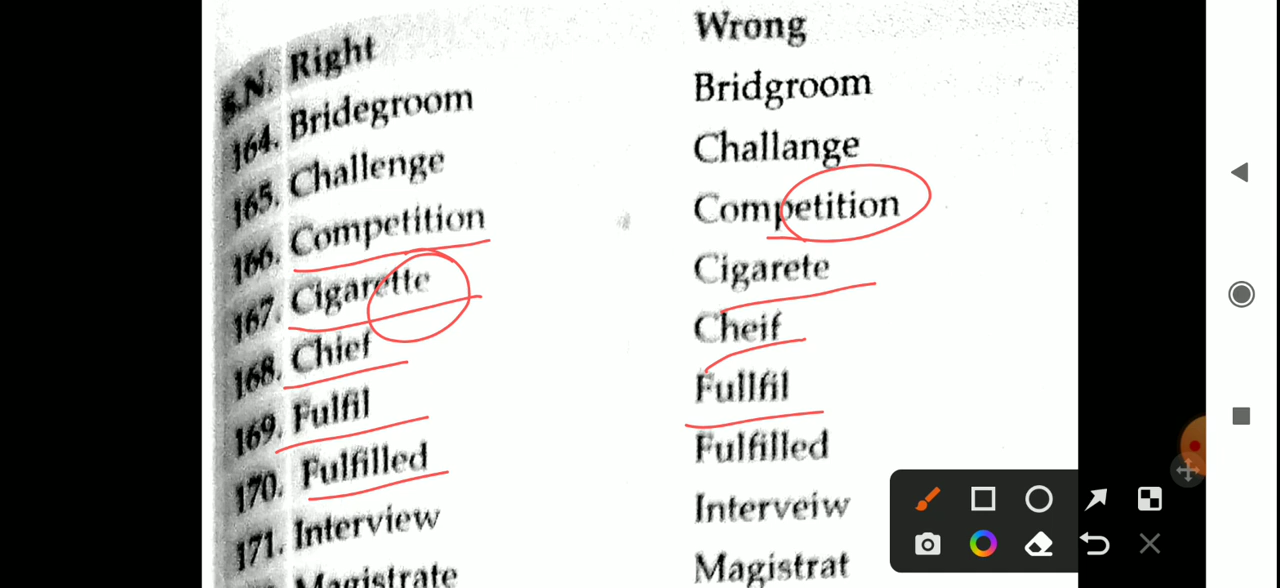 S.N. Right Wrong
164. Bridegroom Bridgroom
165. Challenge Challange
166. Competition Competition
167. Cigarette Cigarete
168. Chief Cheif
169. Fulfil Fullfil
170. Fulfilled Fulfilled
171. Interview Interveiw
Magistrate Magistrat